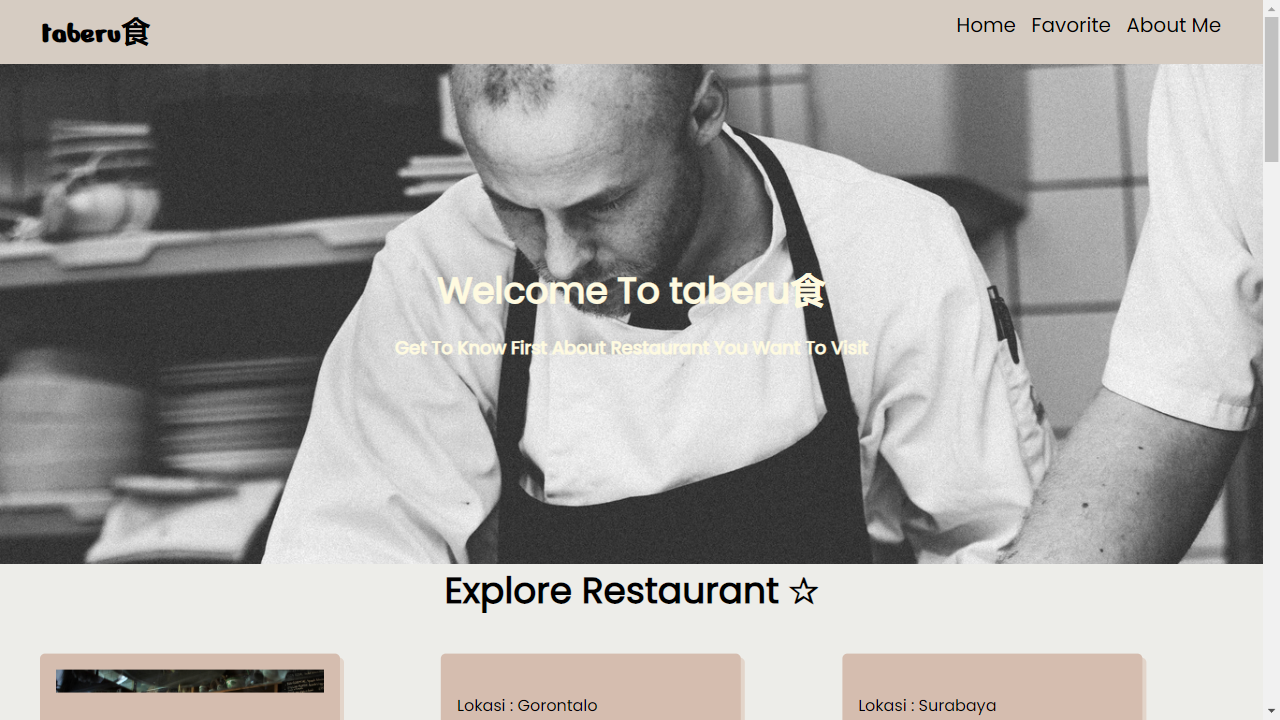 taberu食
Home Favorite About Me
Welcome To taberu食
Get To Know First About Restaurant You Want To Visit
Explore Restaurant ☆
Lokasi : Gorontalo
Lokasi : Surabaya